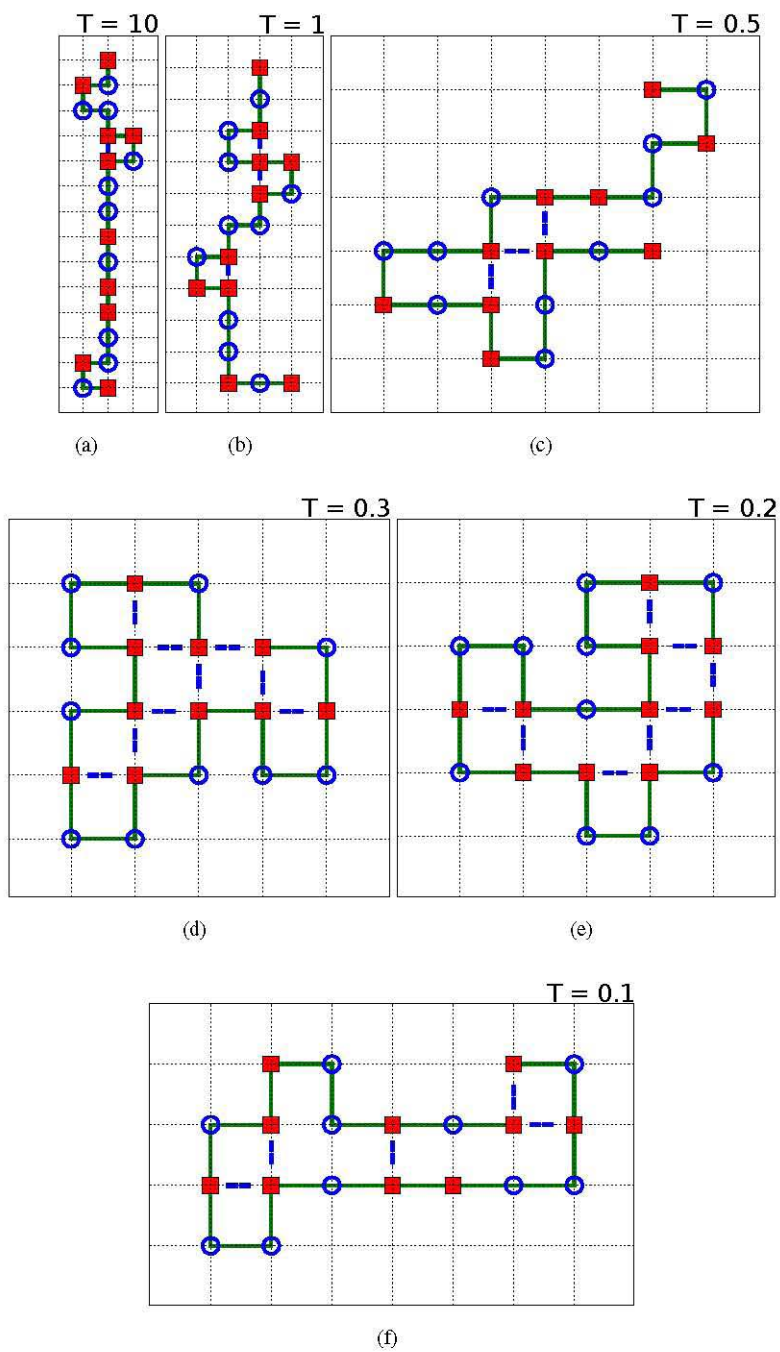 T = 10
T = 1
T = 0.5
(a)
(b)
(c)
T = 0.3
T = 0.2
(d)
(e)
T = 0.1
(f)